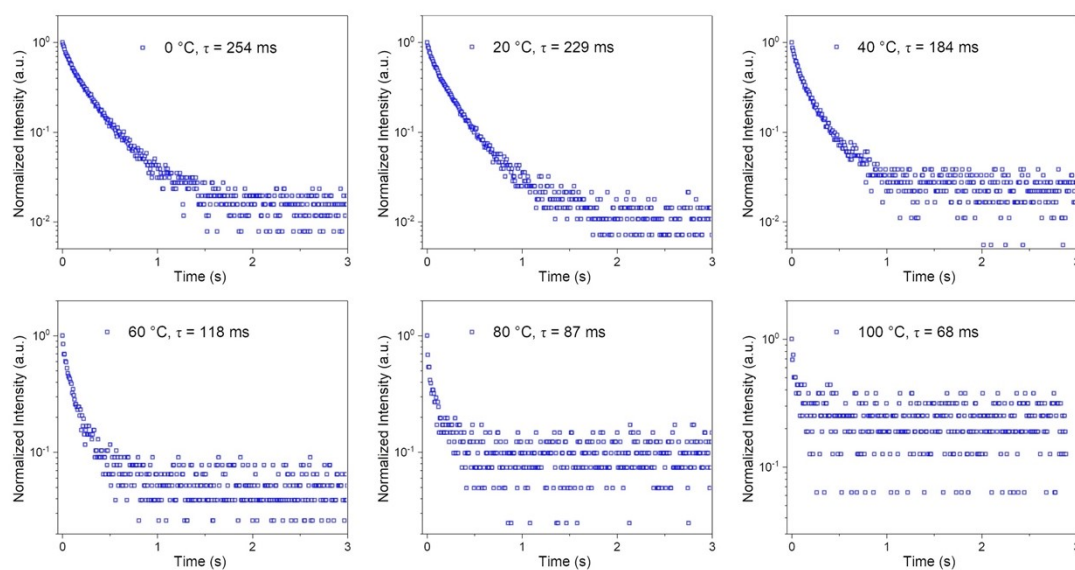 0 °C, τ = 254 ms
Normalized Intensity (a.u.)
10⁰
10⁻¹
10⁻²
0 1 2 3
Time (s)
20 °C, τ = 229 ms
Normalized Intensity (a.u.)
10⁰
10⁻¹
10⁻²
0 1 2 3
Time (s)
40 °C, τ = 184 ms
Normalized Intensity (a.u.)
10⁰
10⁻¹
10⁻²
0 1 2 3
Time (s)
60 °C, τ = 118 ms
Normalized Intensity (a.u.)
10⁰
10⁻¹
0 1 2 3
Time (s)
80 °C, τ = 87 ms
Normalized Intensity (a.u.)
10⁰
10⁻¹
0 1 2 3
Time (s)
100 °C, τ = 68 ms
Normalized Intensity (a.u.)
10⁰
10⁻¹
0 1 2 3
Time (s)